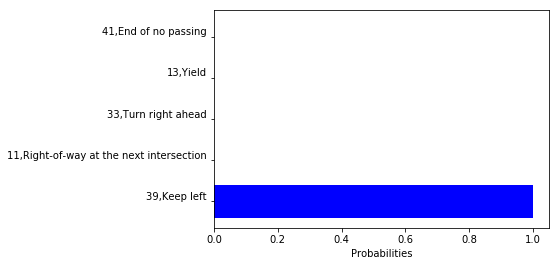 41,End of no passing
13,Yield
33,Turn right ahead
11,Right-of-way at the next intersection
39,Keep left
0.0 0.2 0.4 0.6 0.8 1.0
Probabilities